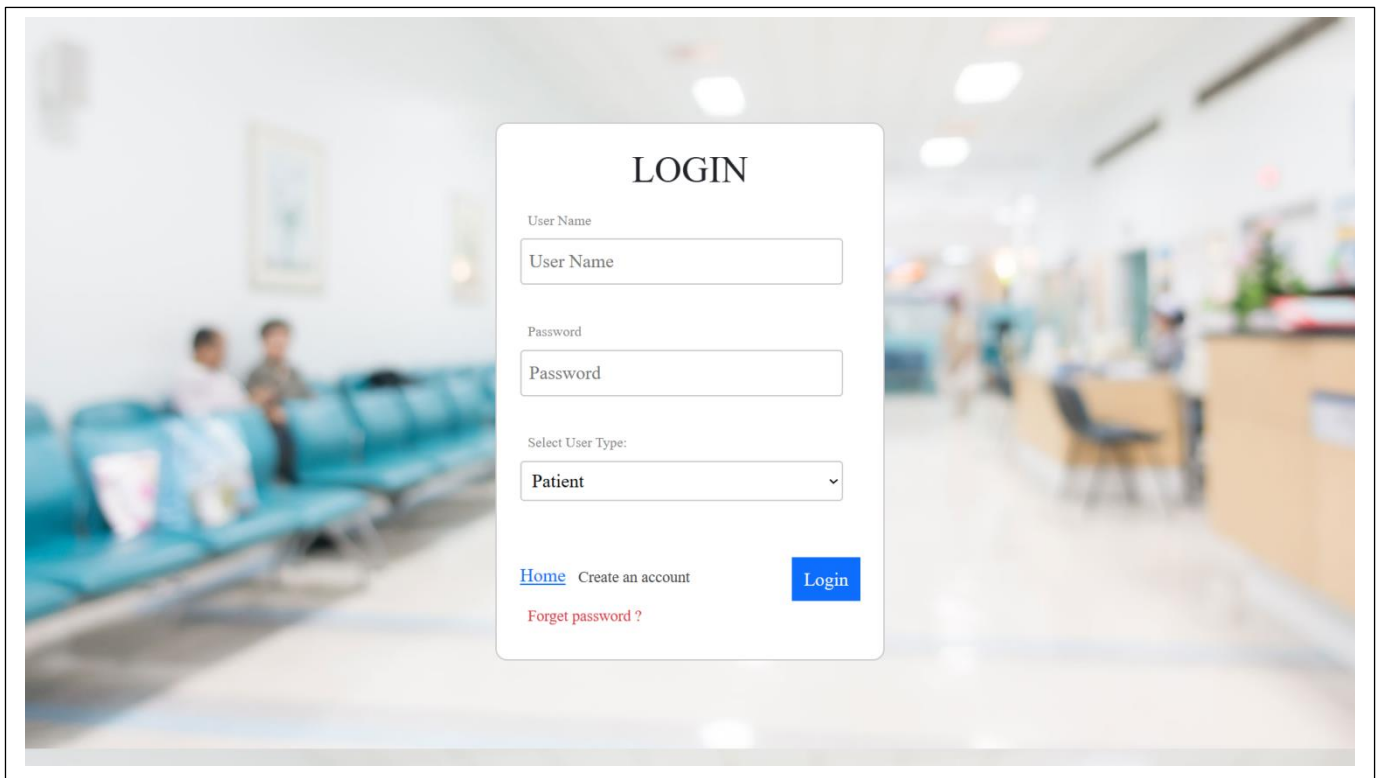 LOGIN
User Name
User Name
Password
Password
Select User Type:
Patient
Home Create an account Login
Forget password ?